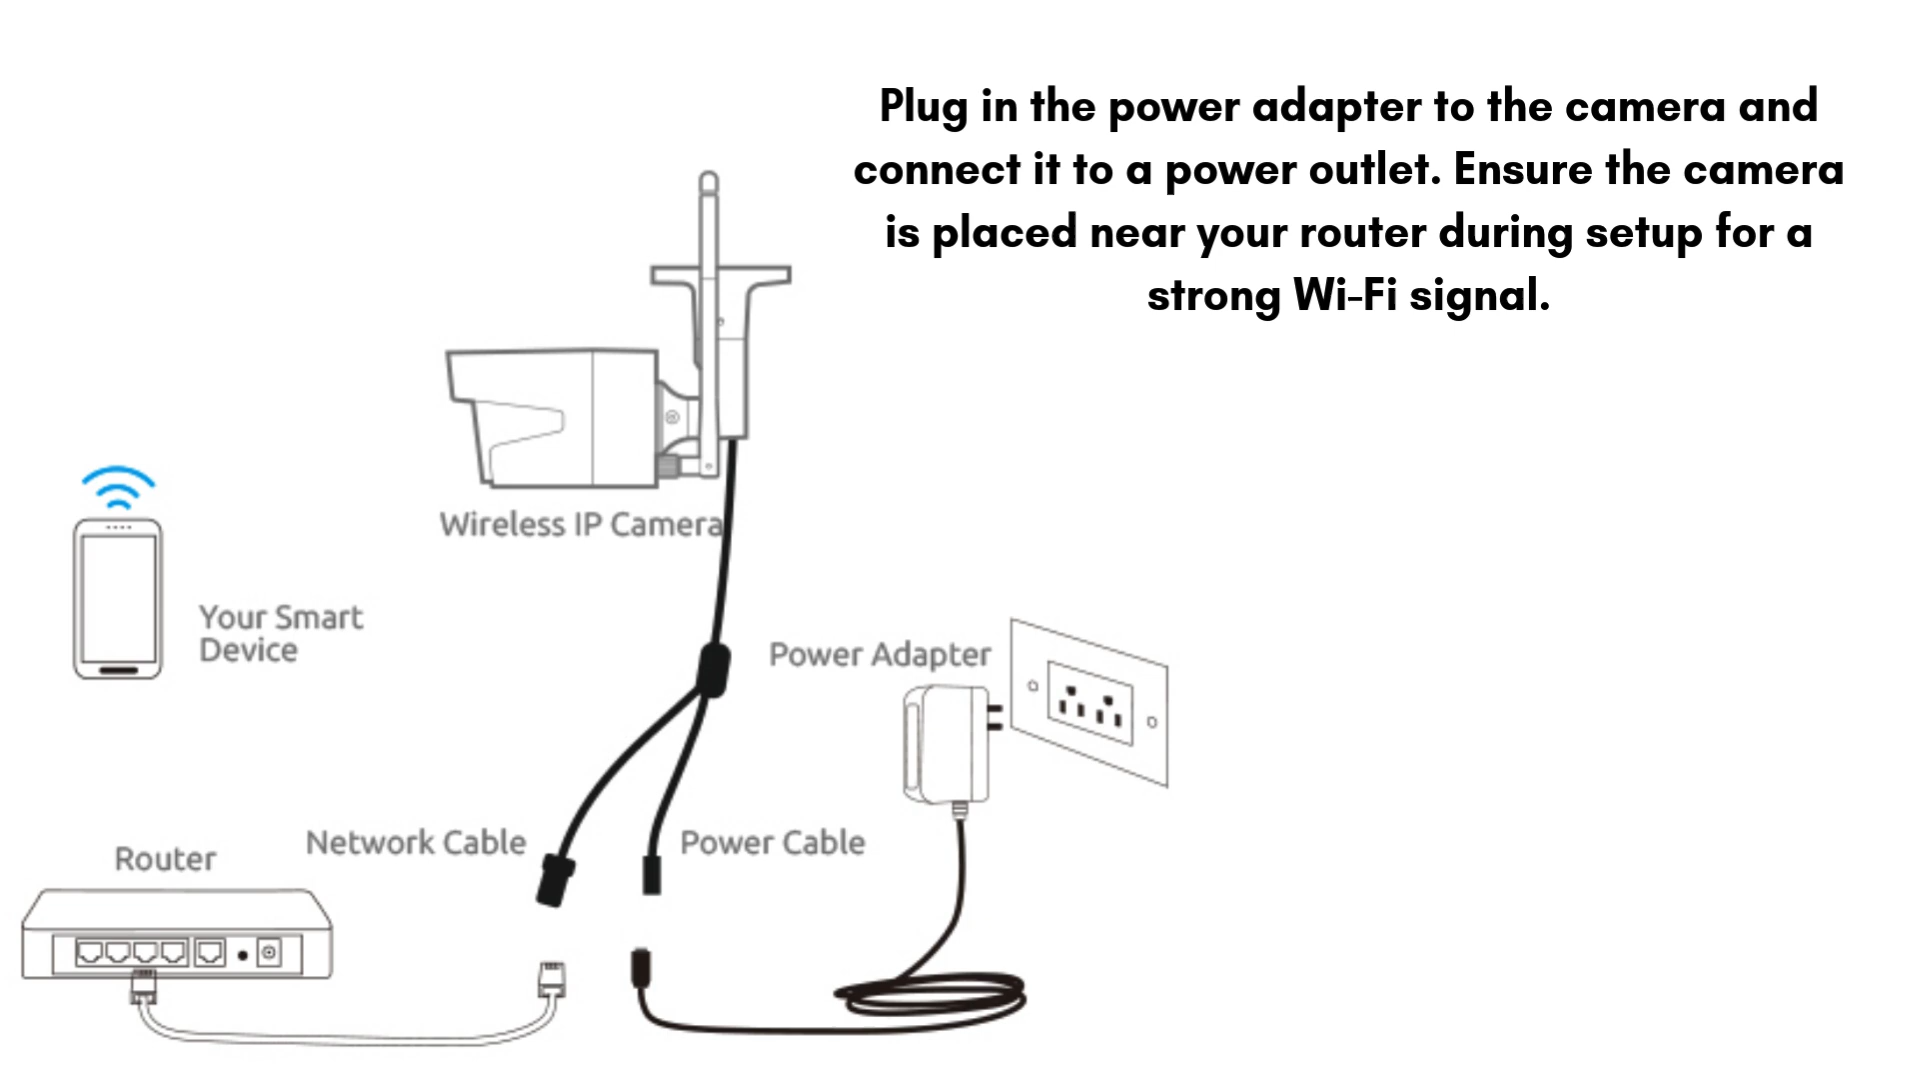 Plug in the power adapter to the camera and
connect it to a power outlet. Ensure the camera
is placed near your router during setup for a
strong Wi-Fi signal.
Wireless IP Camera
Your Smart
Device
Power Adapter
Network Cable
Power Cable
Router